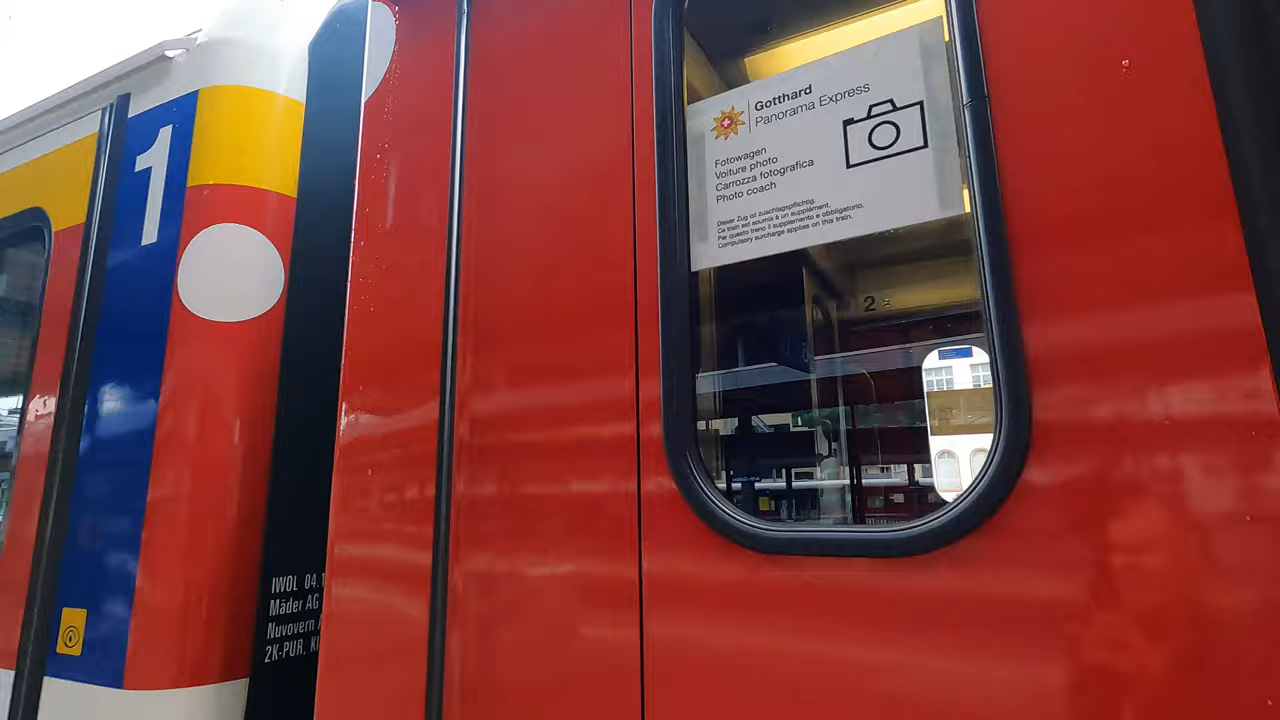 1
Gotthard
Panorama Express
Fotowagen
Voiture photo
Carrozza fotografica
Photo coach
Dieser Zug ist zuschlagspflichtig.
Ce train est soumis à un supplément.
Per questo treno il supplemento e obbligatorio.
Compulsory surcharge applies on this train.
2
IWOL 04.1
Mäder AG
Nuvovern
2K-PUR.